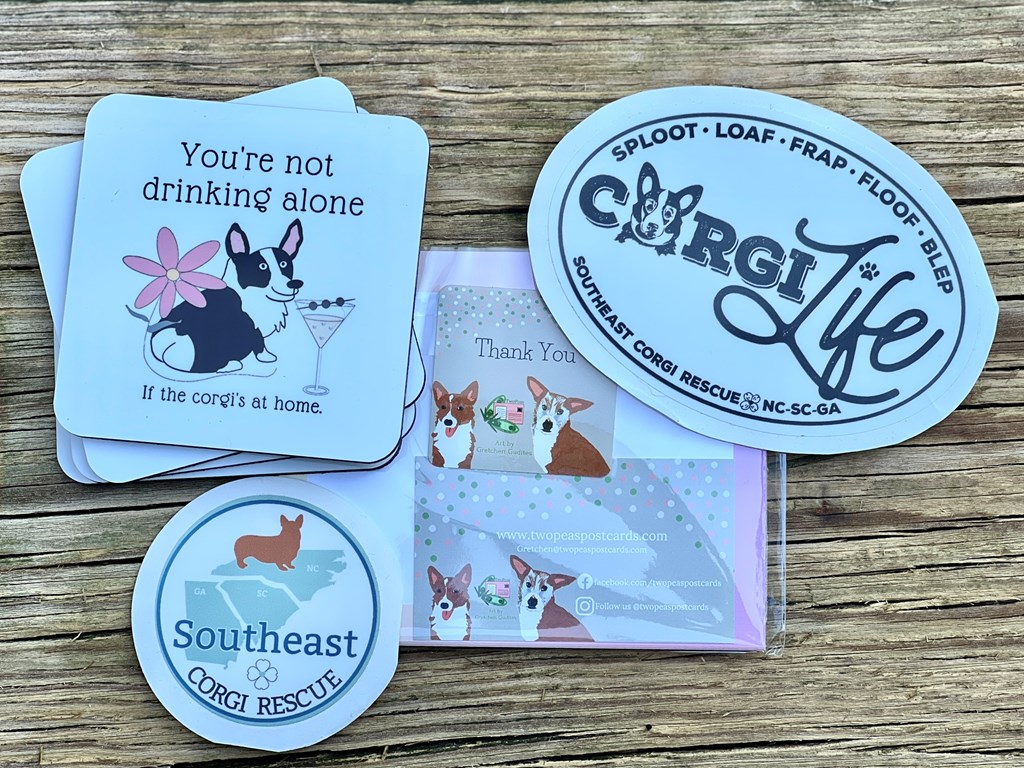 You're not
drinking alone
If the corgi's at home.
SPLOOT • LOAF • FRAP • FLOOF • BLEP
CORGI
Life
SOUTHEAST CORGI RESCUE NC-SC-GA
Thank You
Art by
Gretchen Gaddes
www.twopeaspostcards.com
Gretchen@twopeaspostcards.com
facebook.com/twopeaspostcards
Follow us @twopeaspostcards
NC
GA
SC
Southeast
CORGI RESCUE